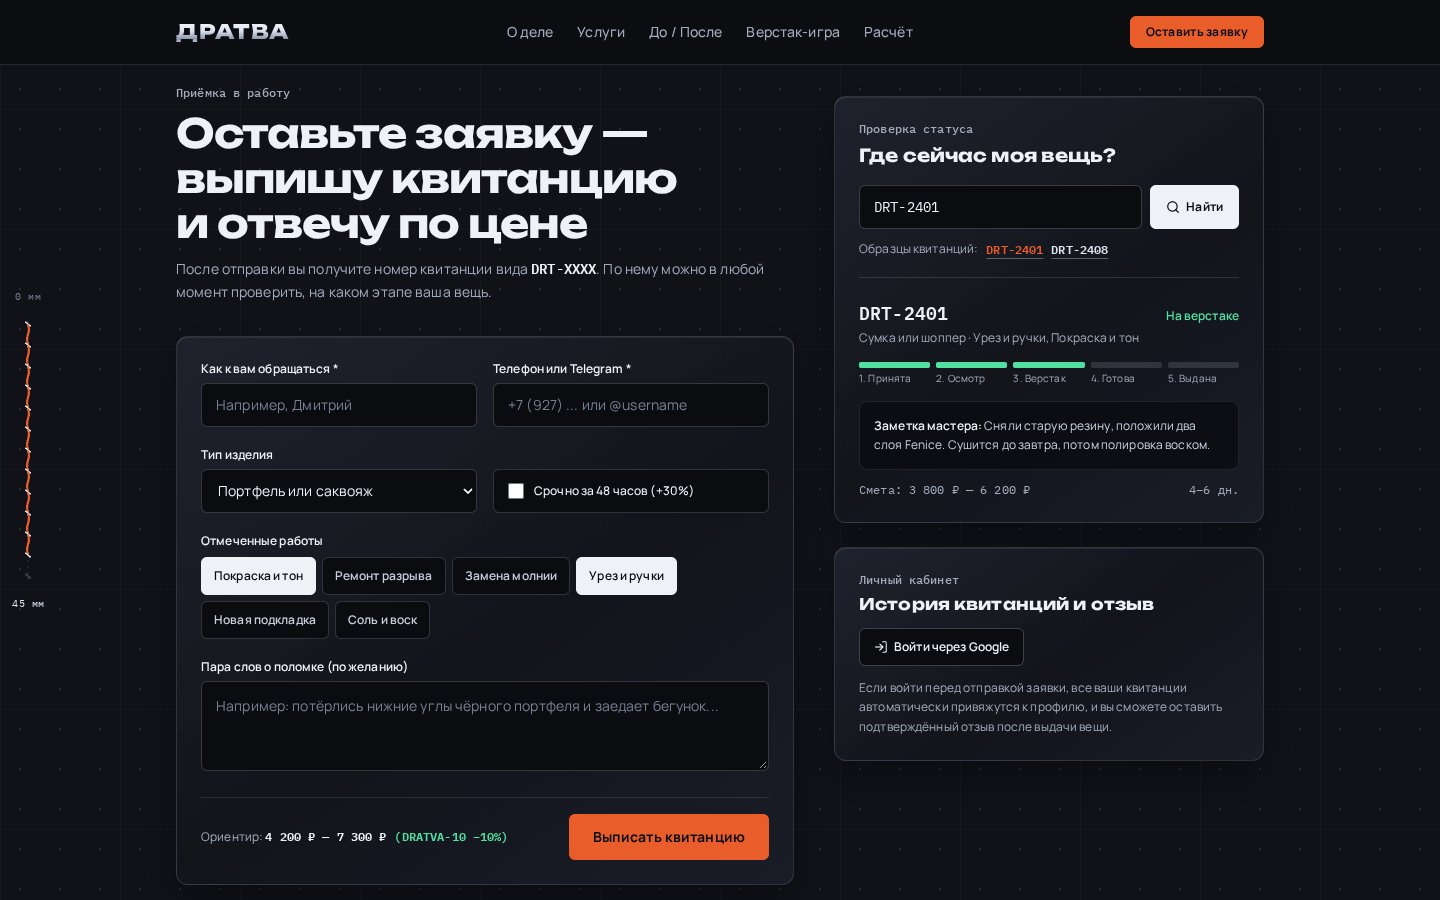 ДРАТВА
О деле
Услуги
До / После
Верстак-игра
Расчёт
Оставить заявку
Приёмка в работу
Оставьте заявку —
выпишу квитанцию
и отвечу по цене
После отправки вы получите номер квитанции вида DRT-XXXX. По нему можно в любой
момент проверить, на каком этапе ваша вещь.
0 мм
45 мм
Как к вам обращаться *
Телефон или Telegram *
Например, Дмитрий
+7 (927) ... или @username
Тип изделия
Портфель или саквояж
Срочно за 48 часов (+30%)
Отмеченные работы
Покраска и тон
Ремонт разрыва
Замена молнии
Урез и ручки
Новая подкладка
Соль и воск
Пара слов о поломке (по желанию)
Например: потёрлись нижние углы чёрного портфеля и заедает бегунок...
Ориентир: 4 200 ₽ — 7 300 ₽ (DRATVA-10 −10%)
Выписать квитанцию
Проверка статуса
Где сейчас моя вещь?
DRT-2401
Найти
Образцы квитанций: DRT-2401 DRT-2408
DRT-2401
На верстаке
Сумка или шоппер · Урез и ручки, Покраска и тон
1. Принята
2. Осмотр
3. Верстак
4. Готова
5. Выдана
Заметка мастера: Сняли старую резину, положили два
слоя Fenice. Сушится до завтра, потом полировка воском.
Смета: 3 800 ₽ — 6 200 ₽
4–6 дн.
Личный кабинет
История квитанций и отзыв
Войти через Google
Если войти перед отправкой заявки, все ваши квитанции
автоматически привяжутся к профилю, и вы сможете оставить
подтверждённый отзыв после выдачи вещи.